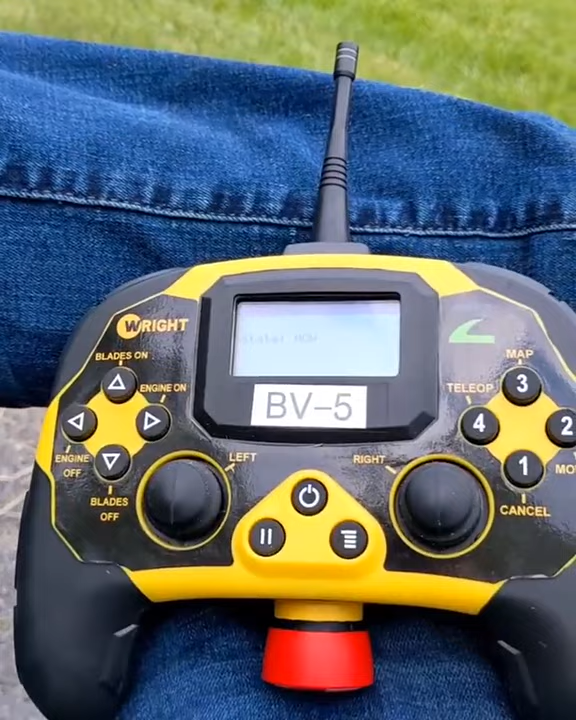 WRIGHT
BLADES ON
ENGINE ON
ENGINE
OFF
BLADES
OFF
State: MOW
BV-5
LEFT
RIGHT
MAP
TELEOP
3
4
2
1
CANCEL